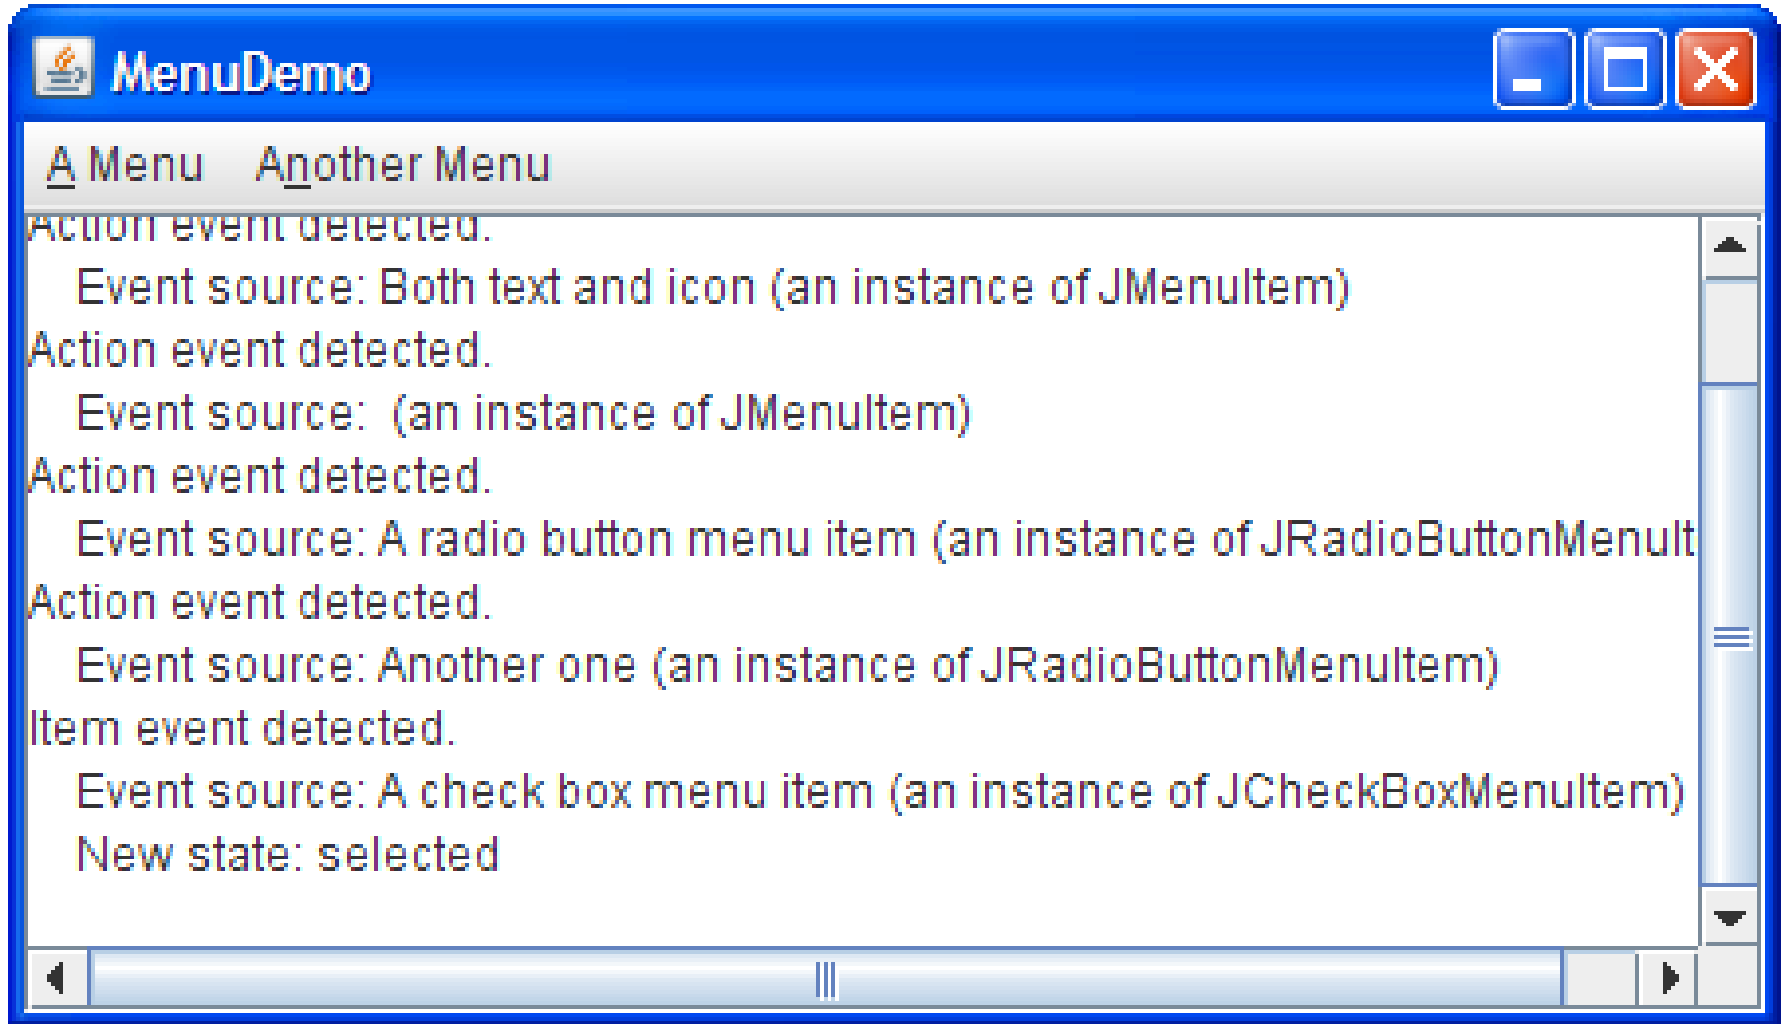 MenuDemo
A Menu Another Menu
Action event detected.
Event source: Both text and icon (an instance of JMenuItem)
Action event detected.
Event source:  (an instance of JMenuItem)
Action event detected.
Event source: A radio button menu item (an instance of JRadioButtonMenuIt
Action event detected.
Event source: Another one (an instance of JRadioButtonMenuItem)
Item event detected.
Event source: A check box menu item (an instance of JCheckBoxMenuItem)
New state: selected